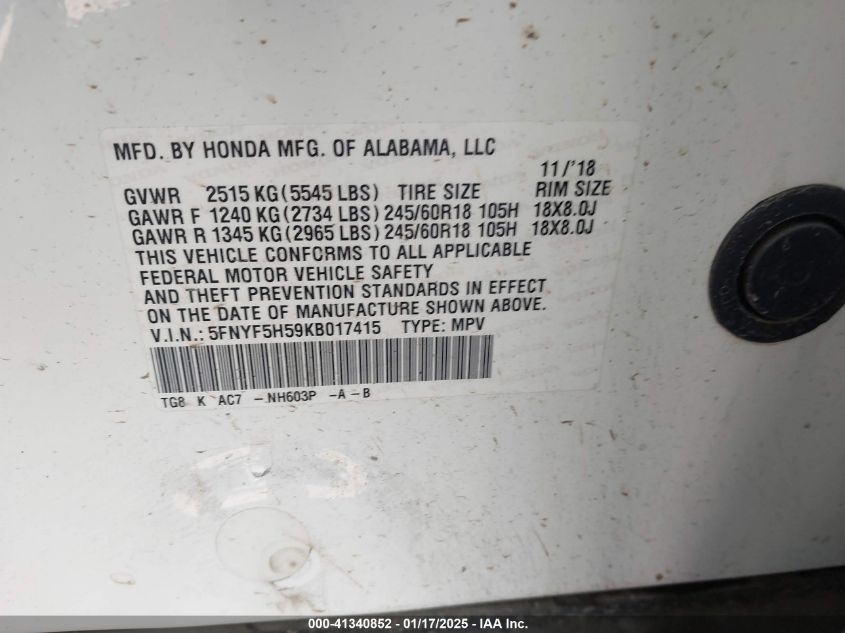 MFD. BY HONDA MFG. OF ALABAMA, LLC
11/'18
GVWR 2515 KG(5545 LBS) TIRE SIZE RIM SIZE
GAWR F 1240 KG(2734 LBS) 245/60R18 105H 18X8.0J
GAWR R 1345 KG(2965 LBS) 245/60R18 105H 18X8.0J
THIS VEHICLE CONFORMS TO ALL APPLICABLE
FEDERAL MOTOR VEHICLE SAFETY
AND THEFT PREVENTION STANDARDS IN EFFECT
ON THE DATE OF MANUFACTURE SHOWN ABOVE.
V.I.N.: 5FNYF5H59KB017415 TYPE: MPV
TG8 K AC7 -NH603P -A-B
000-41340852 - 01/17/2025 - IAA Inc.